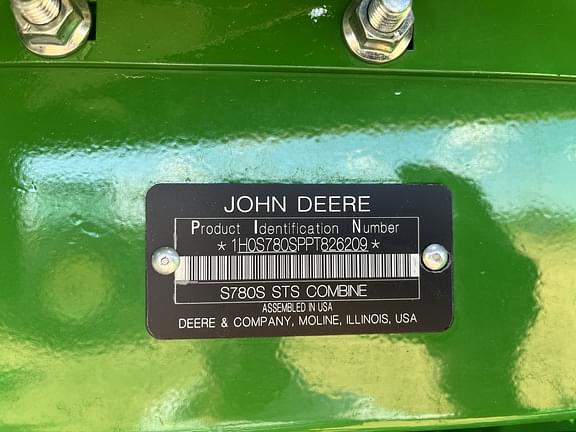 JOHN DEERE
Product Identification Number
*1H0S780SPPT826209*
S780S STS COMBINE
ASSEMBLED IN USA
DEERE & COMPANY, MOLINE, ILLINOIS, USA